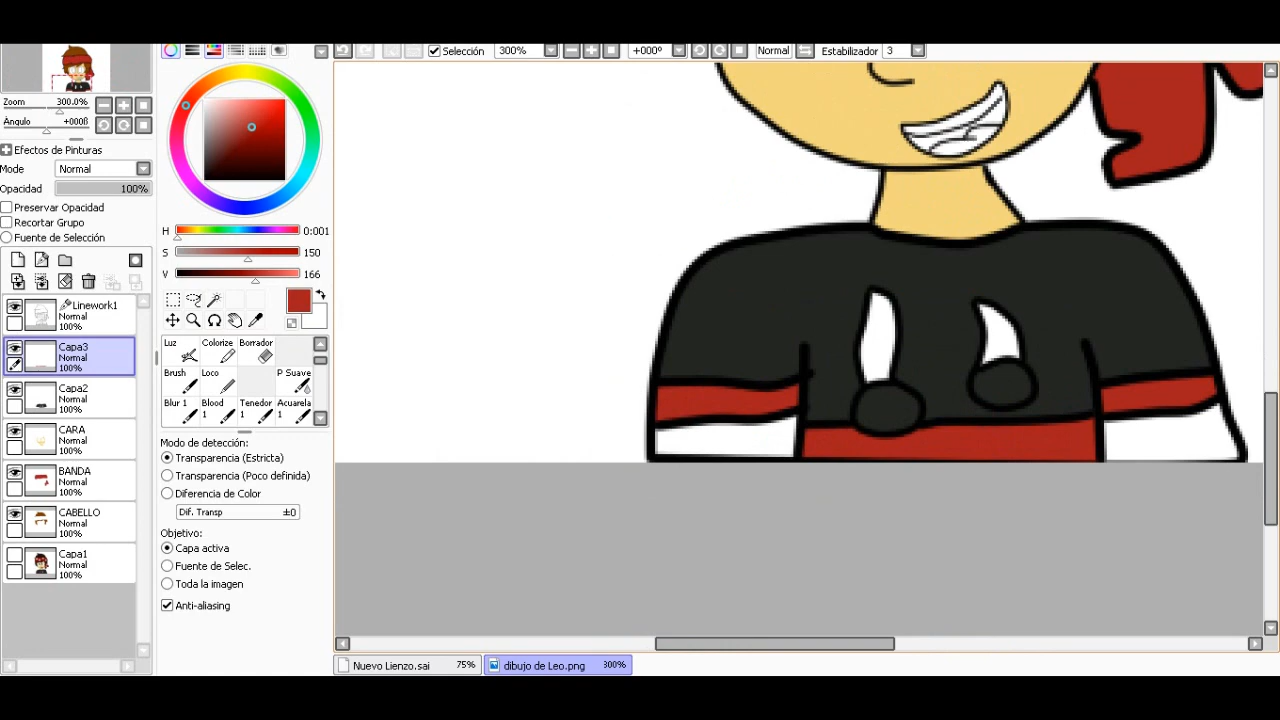 Selección 300% +000º Normal Estabilizador 3
Zoom 300.0%
Ángulo +000ß
Efectos de Pinturas
Mode Normal
Opacidad 100%
Preservar Opacidad
Recortar Grupo
Fuente de Selección
H 0:001
S 150
V 166
Linework1
Normal
100%
Capa3
Normal
100%
Capa2
Normal
100%
CARA
Normal
100%
BANDA
Normal
100%
CABELLO
Normal
100%
Capa1
Normal
100%
Luz Colorize Borrador
Brush Loco P Suave
Blur 1 Blood 1 Tenedor 1 Acuarela 1
Modo de detección:
Transparencia (Estricta)
Transparencia (Poco definida)
Diferencia de Color
Dif. Transp ±0
Objetivo:
Capa activa
Fuente de Selec.
Toda la imagen
Anti-aliasing
Nuevo Lienzo.sai 75% dibujo de Leo.png 300%